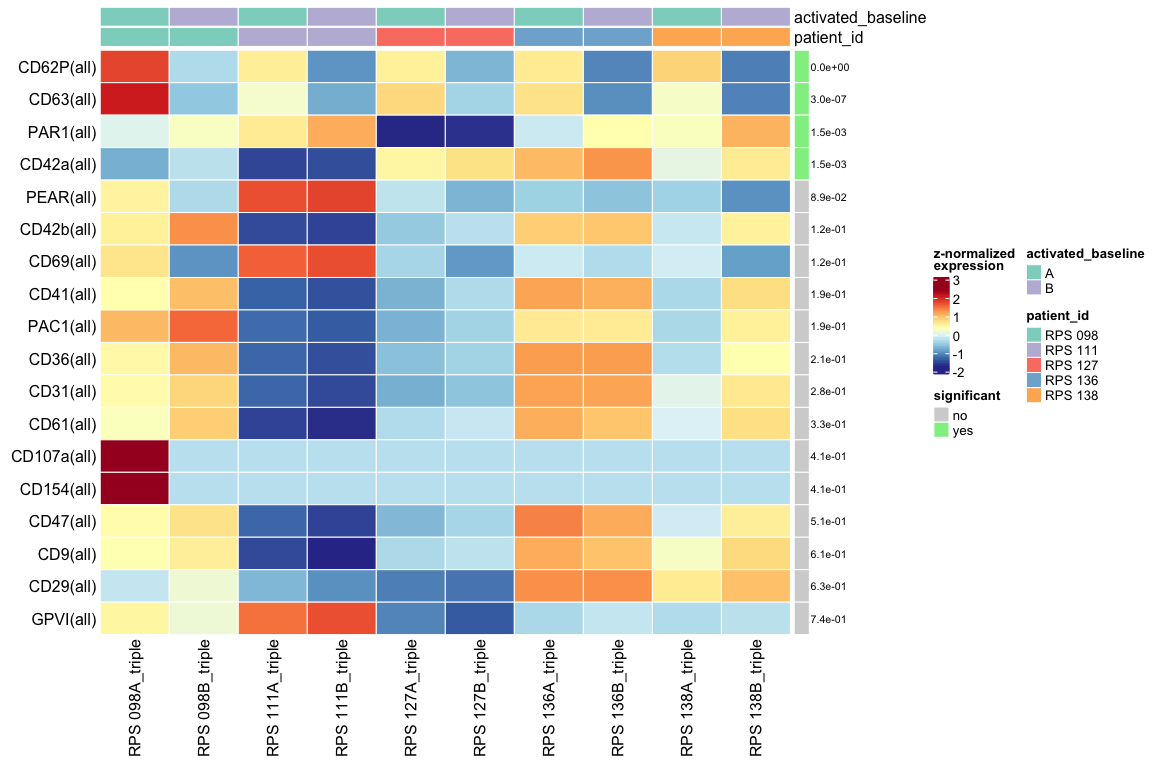 activated_baseline
patient_id
CD62P(all) 0.0e+00
CD63(all) 3.0e-07
PAR1(all) 1.5e-03
CD42a(all) 1.5e-03
PEAR(all) 8.9e-02
CD42b(all) 1.2e-01
CD69(all) 1.2e-01
CD41(all) 1.9e-01
PAC1(all) 1.9e-01
CD36(all) 2.1e-01
CD31(all) 2.8e-01
CD61(all) 3.3e-01
CD107a(all) 4.1e-01
CD154(all) 4.1e-01
CD47(all) 5.1e-01
CD9(all) 6.1e-01
CD29(all) 6.3e-01
GPVI(all) 7.4e-01
RPS 098A_triple
RPS 098B_triple
RPS 111A_triple
RPS 111B_triple
RPS 127A_triple
RPS 127B_triple
RPS 136A_triple
RPS 136B_triple
RPS 138A_triple
RPS 138B_triple
z-normalized
expression
3
2
1
0
-1
-2
significant
no
yes
activated_baseline
A
B
patient_id
RPS 098
RPS 111
RPS 127
RPS 136
RPS 138